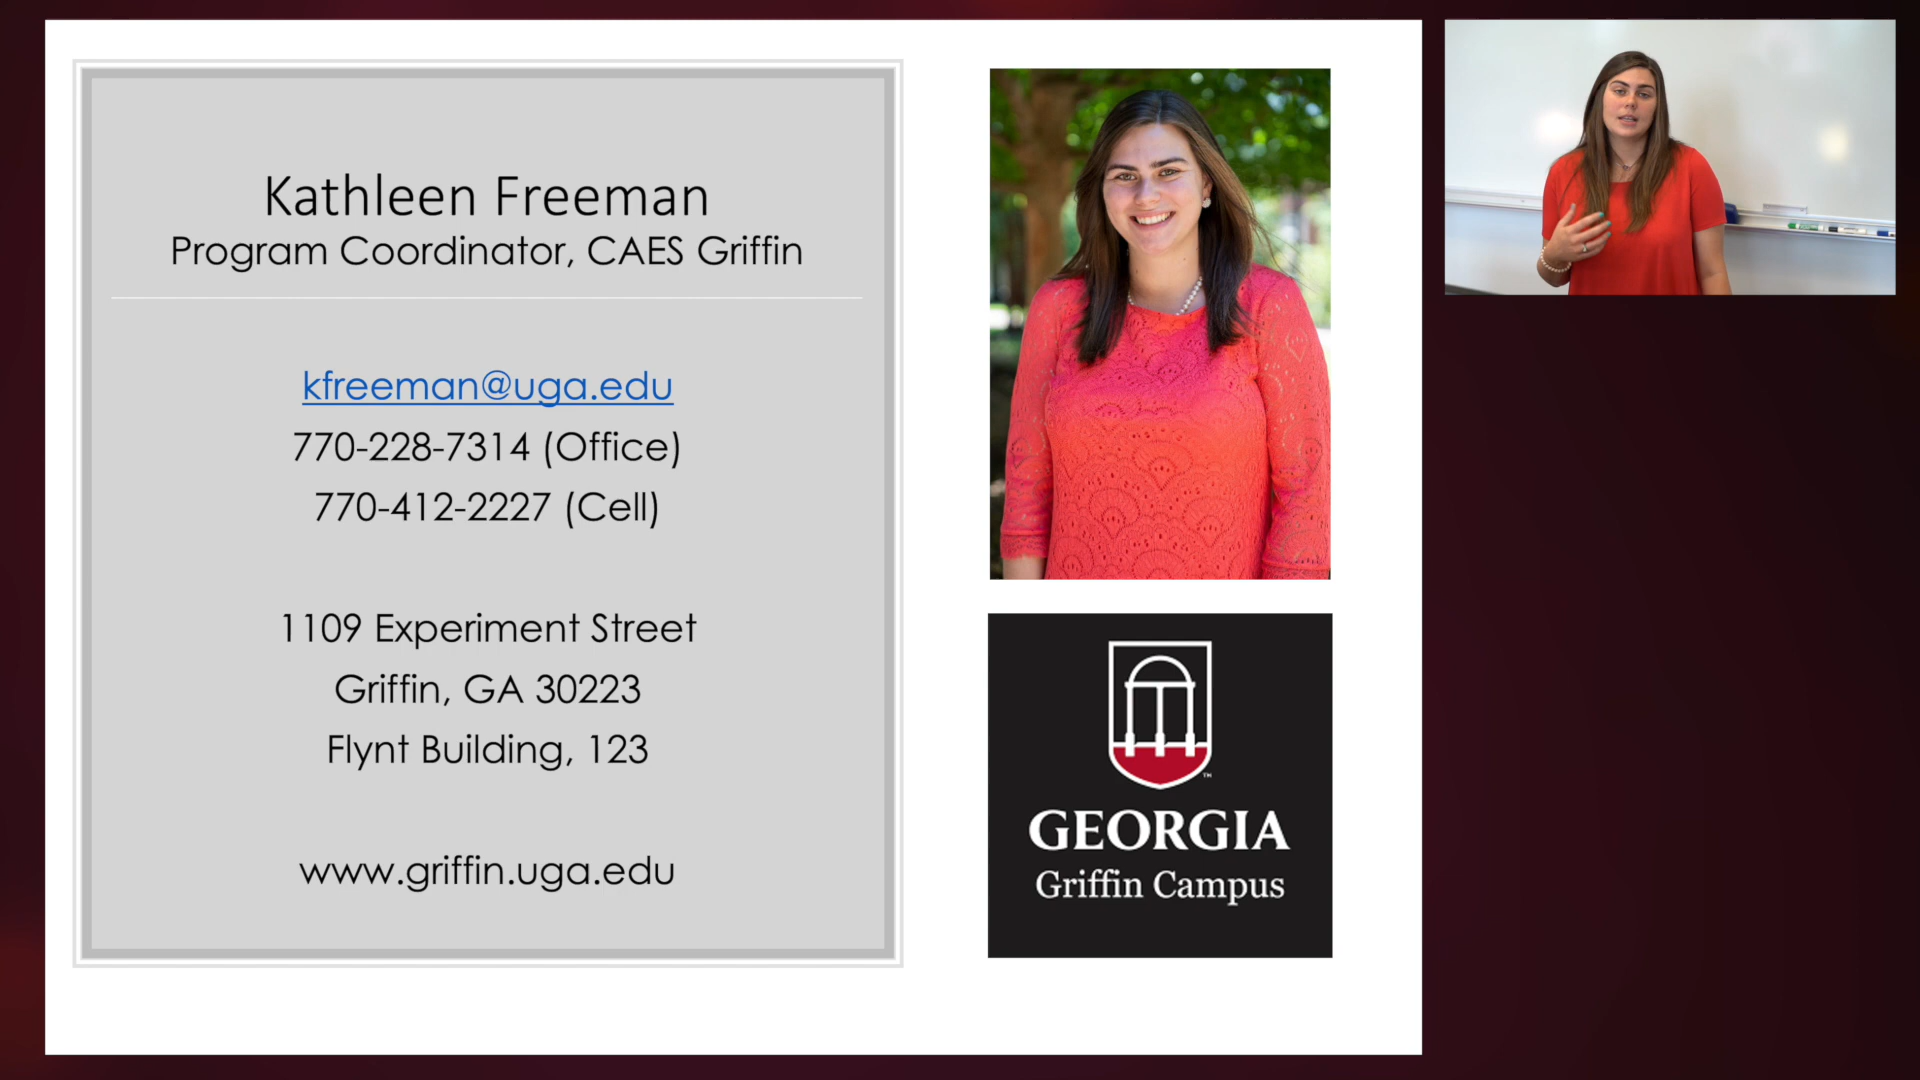 Kathleen Freeman
Program Coordinator, CAES Griffin
kfreeman@uga.edu
770-228-7314 (Office)
770-412-2227 (Cell)
1109 Experiment Street
Griffin, GA 30223
Flynt Building, 123
www.griffin.uga.edu
TM
GEORGIA
Griffin Campus